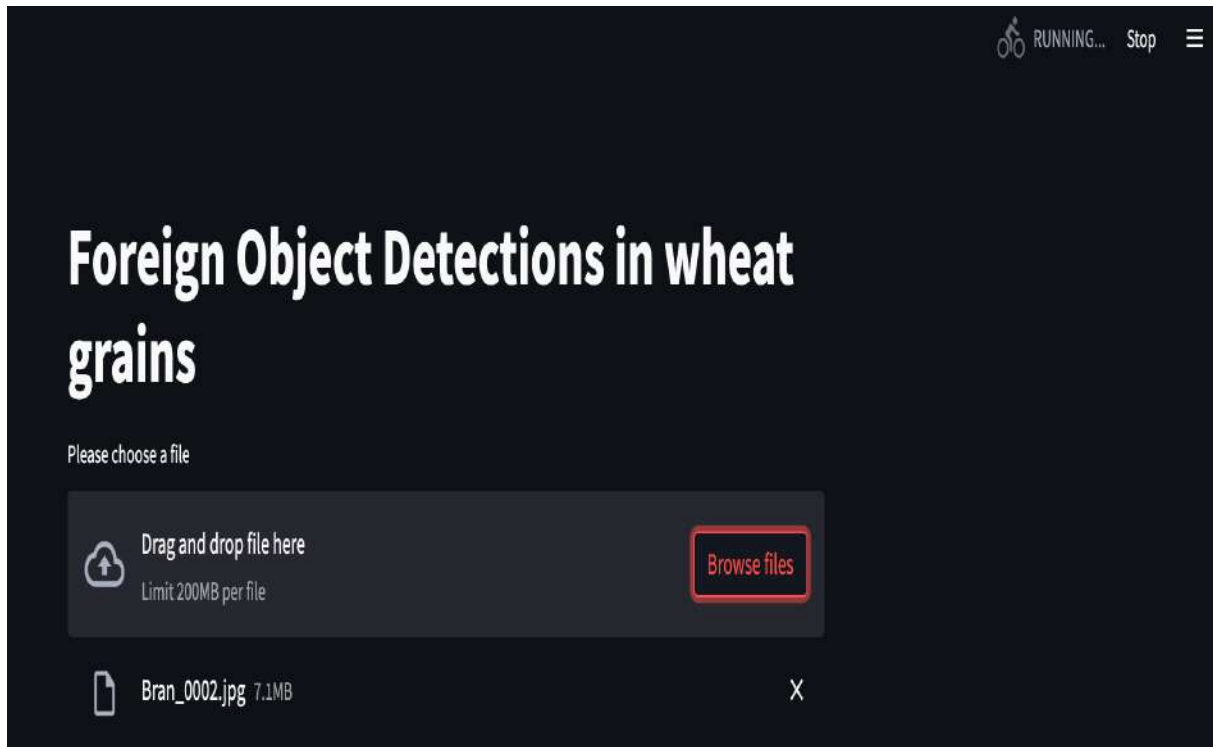 RUNNING... Stop
Foreign Object Detections in wheat
grains
Please choose a file
Drag and drop file here
Limit 200MB per file
Browse files
Bran_0002.jpg 7.1MB